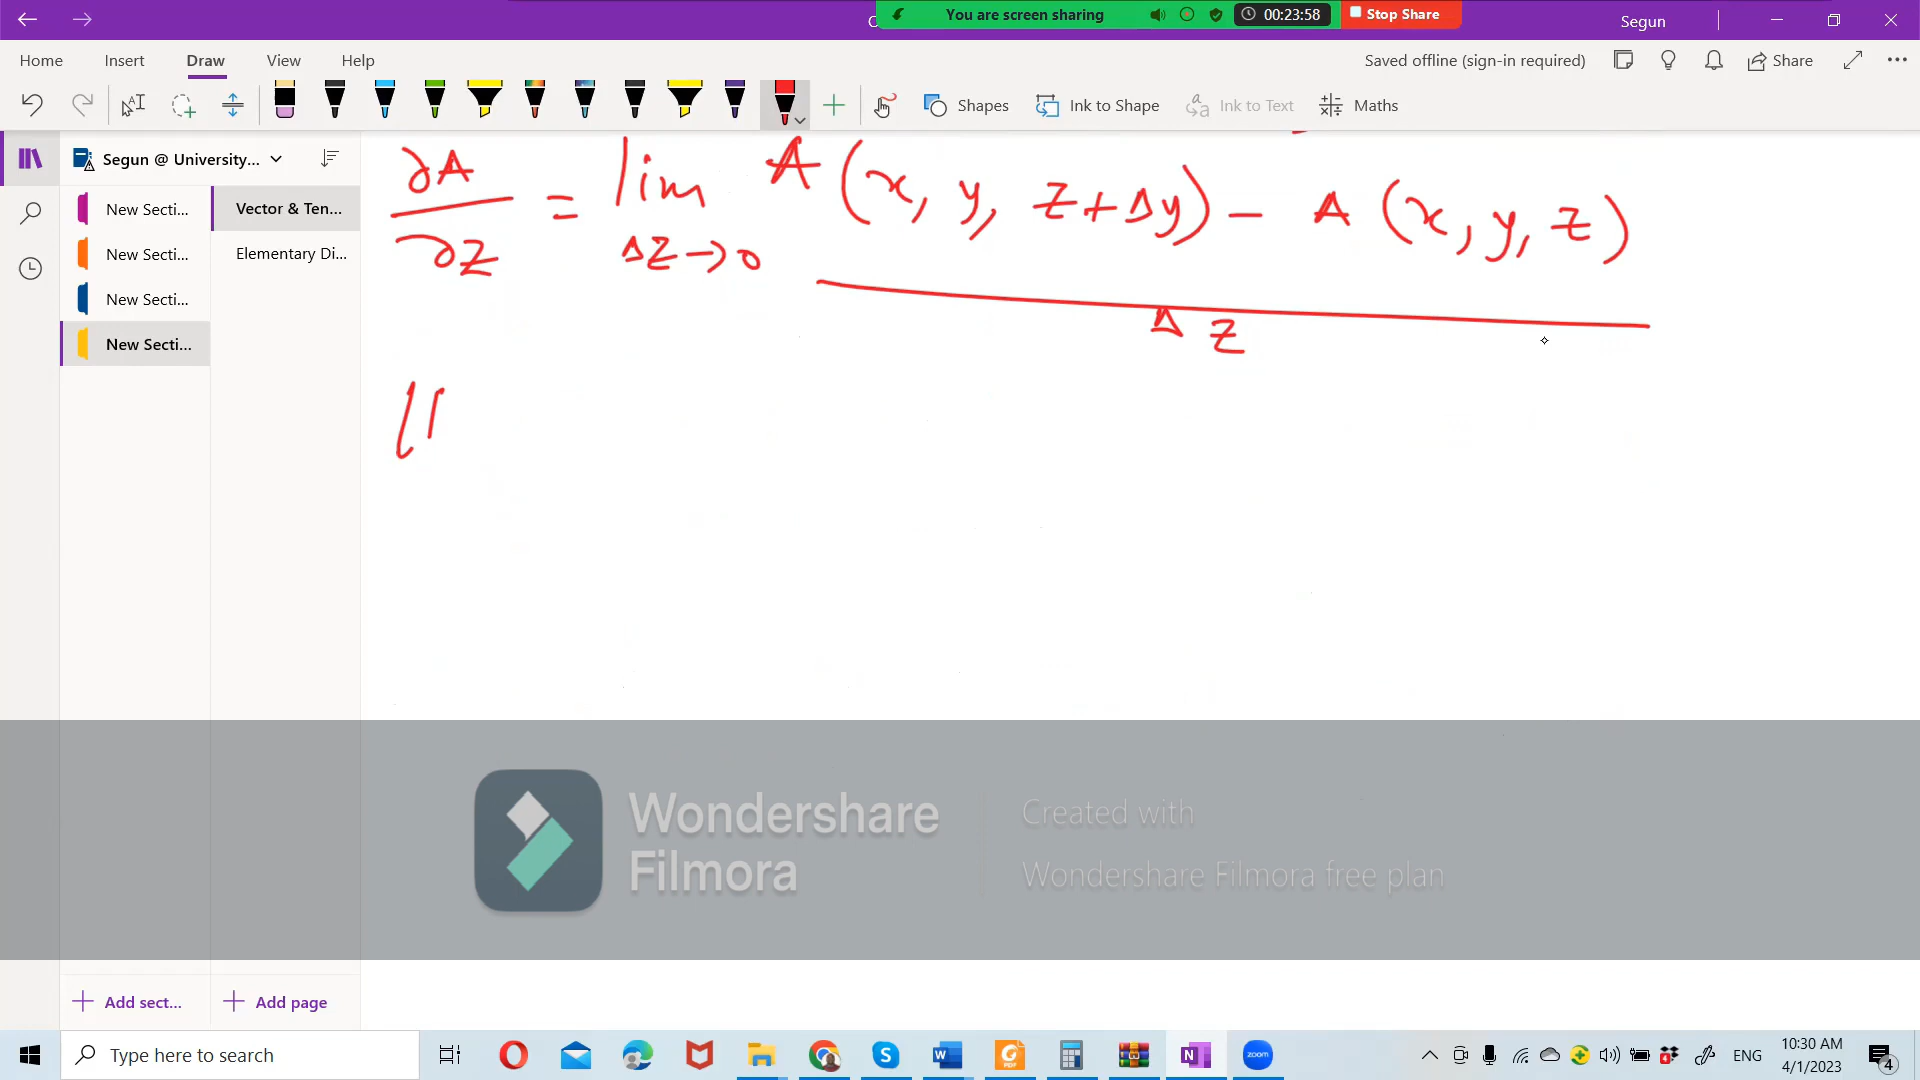 You are screen sharing
00:23:58
Stop Share
Segun
Home Insert Draw View Help
Saved offline (sign-in required)
Share
Shapes
Ink to Shape
Ink to Text
Maths
Segun @ University...
New Secti...
New Secti...
New Secti...
New Secti...
Vector & Ten...
Elementary Di...
∂A/∂Z = lim Δz→0 A(x, y, z+Δy) − A(x, y, z)
Δ z
Wondershare
Filmora
Created with
Wondershare Filmora free plan
Add sect...
Add page
Type here to search
ENG
10:30 AM
4/1/2023
4